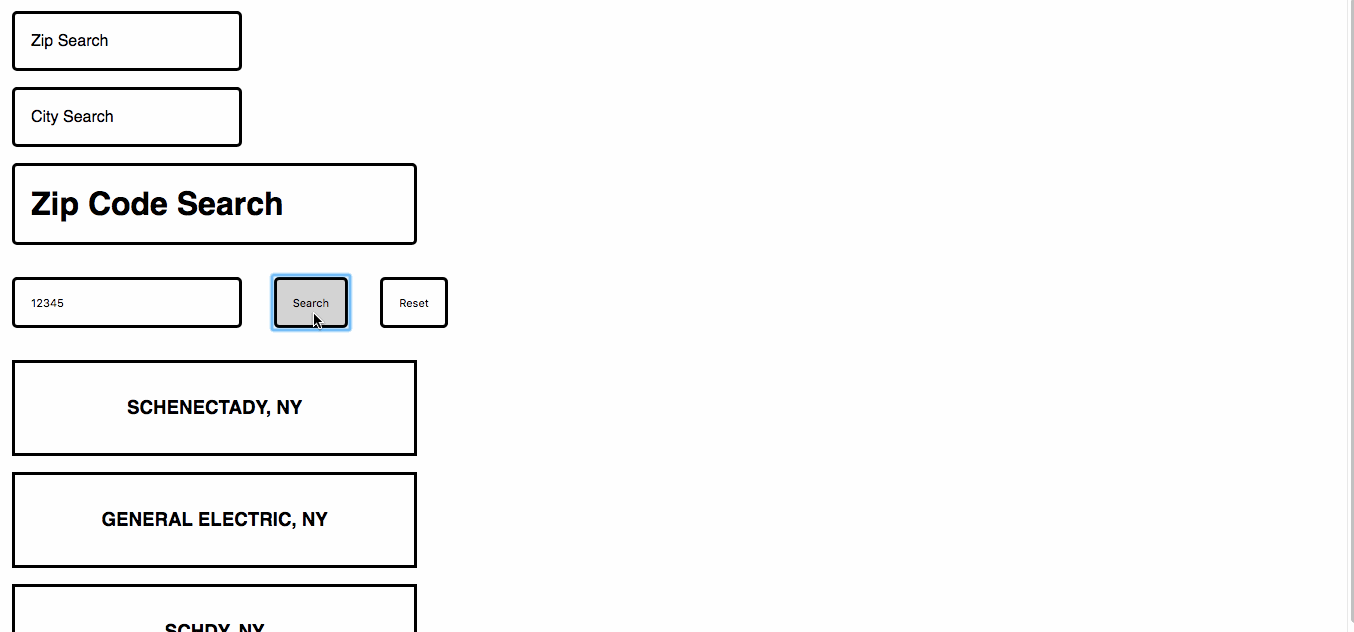 Zip Search
City Search
Zip Code Search
12345 Search Reset
SCHENECTADY, NY
GENERAL ELECTRIC, NY
SCHDY, NY